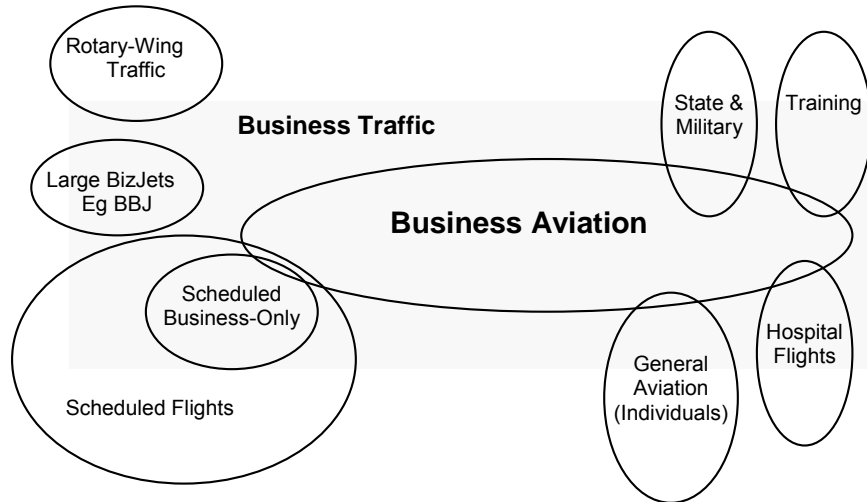 Rotary-Wing
Traffic
State &
Military
Training
Business Traffic
Large BizJets
Eg BBJ
Business Aviation
Scheduled
Business-Only
Hospital
Flights
General
Aviation
(Individuals)
Scheduled Flights